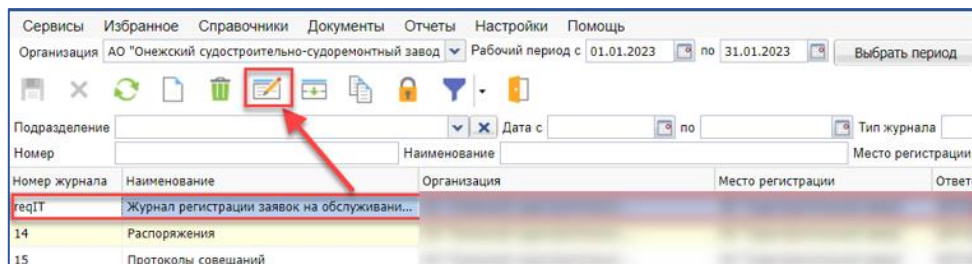 Сервисы Избранное Справочники Документы Отчеты Настройки Помощь
Организация АО "Онежский судостроительно-судоремонтный завод Рабочий период с 01.01.2023 по 31.01.2023 Выбрать период
Подразделение Дата с по Тип журнала
Номер Наименование Место регистрации
Номер журнала Наименование Организация Место регистрации Ответ
reqIT Журнал регистрации заявок на обслуживани...
14 Распоряжения
15 Протоколы совещаний